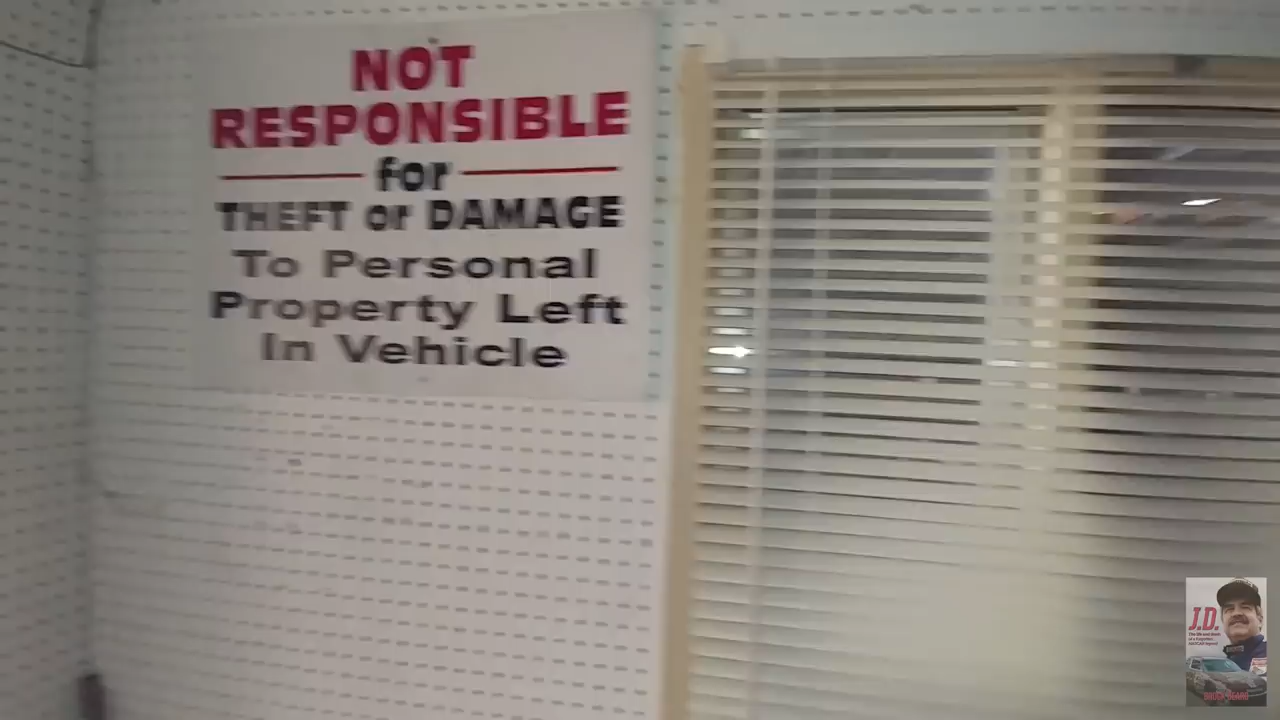 NOT
RESPONSIBLE
for
THEFT or DAMAGE
To Personal
Property Left
In Vehicle
J.D.